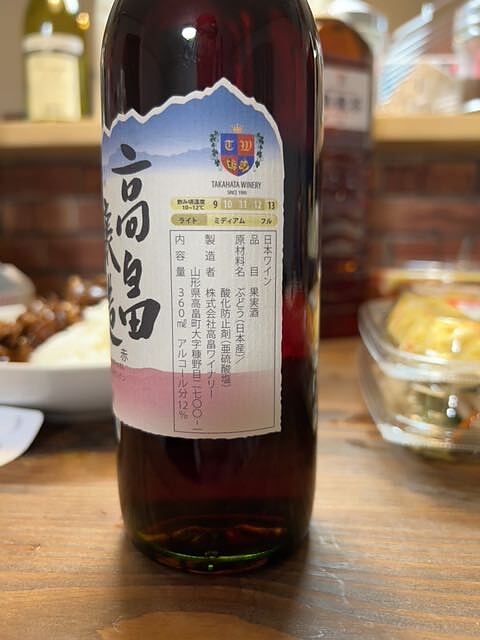 高畠
赤
T W
TAKAHATA WINERY
SINCE 1990
飲み頃温度
10~12℃
9 10 11 12 13
ライト ミディアム フル
日本ワイン
品 目 果実酒
原材料名 ぶどう(日本産)/
酸化防止剤(亜硫酸塩)
製造者 株式会社高畠ワイナリー
山形県高畠町大字糠野目二七〇〇-一
内容量 360㎖ アルコール分12%